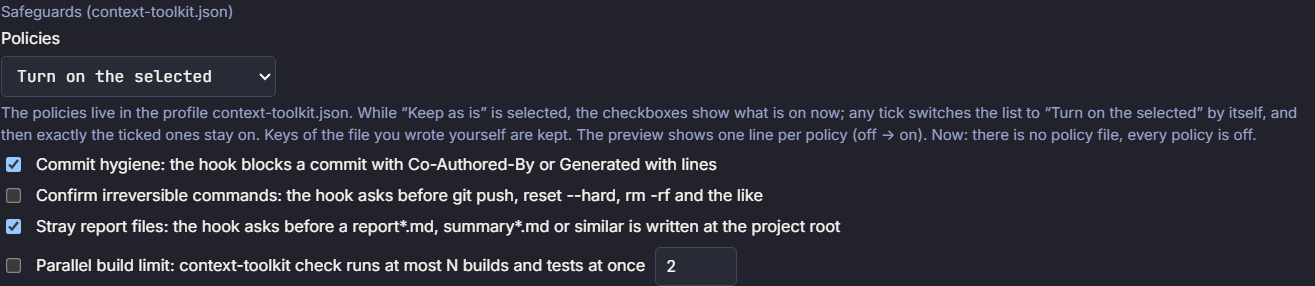 Safeguards (context-toolkit.json)
Policies
Turn on the selected
The policies live in the profile context-toolkit.json. While “Keep as is” is selected, the checkboxes show what is on now; any tick switches the list to “Turn on the selected” by itself, and
then exactly the ticked ones stay on. Keys of the file you wrote yourself are kept. The preview shows one line per policy (off → on). Now: there is no policy file, every policy is off.
Commit hygiene: the hook blocks a commit with Co-Authored-By or Generated with lines
Confirm irreversible commands: the hook asks before git push, reset --hard, rm -rf and the like
Stray report files: the hook asks before a report*.md, summary*.md or similar is written at the project root
Parallel build limit: context-toolkit check runs at most N builds and tests at once 2